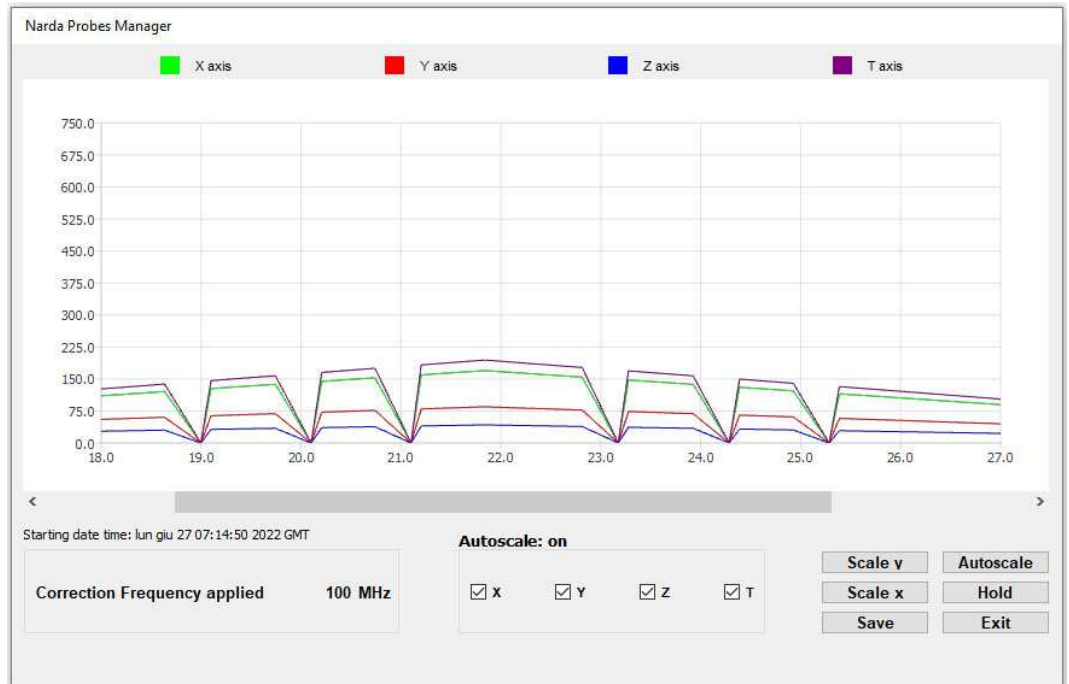 Narda Probes Manager
X axis Y axis Z axis T axis
750.0
675.0
600.0
525.0
450.0
375.0
300.0
225.0
150.0
75.0
0.0
18.0 19.0 20.0 21.0 22.0 23.0 24.0 25.0 26.0 27.0
Starting date time: lun giu 27 07:14:50 2022 GMT
Correction Frequency applied 100 MHz
Autoscale: on
X Y Z T
Scale y Autoscale
Scale x Hold
Save Exit